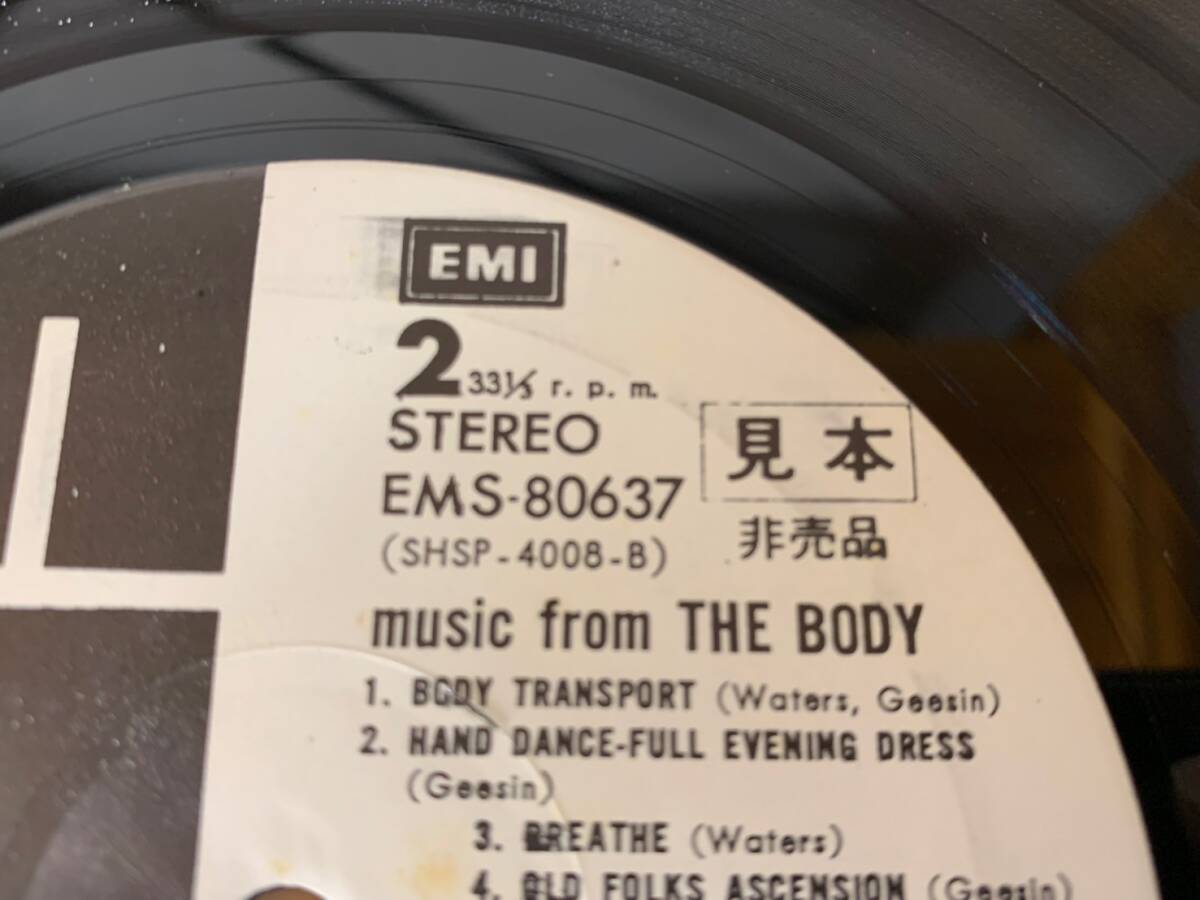 EMI
2 33⅓ r. p. m.
STEREO
EMS-80637
(SHSP-4008-B)
見本
非売品
music from THE BODY
1. BODY TRANSPORT (Waters, Geesin)
2. HAND DANCE-FULL EVENING DRESS
(Geesin)
3. BREATHE (Waters)
4. OLD FOLKS ASCENSION (Geesin)